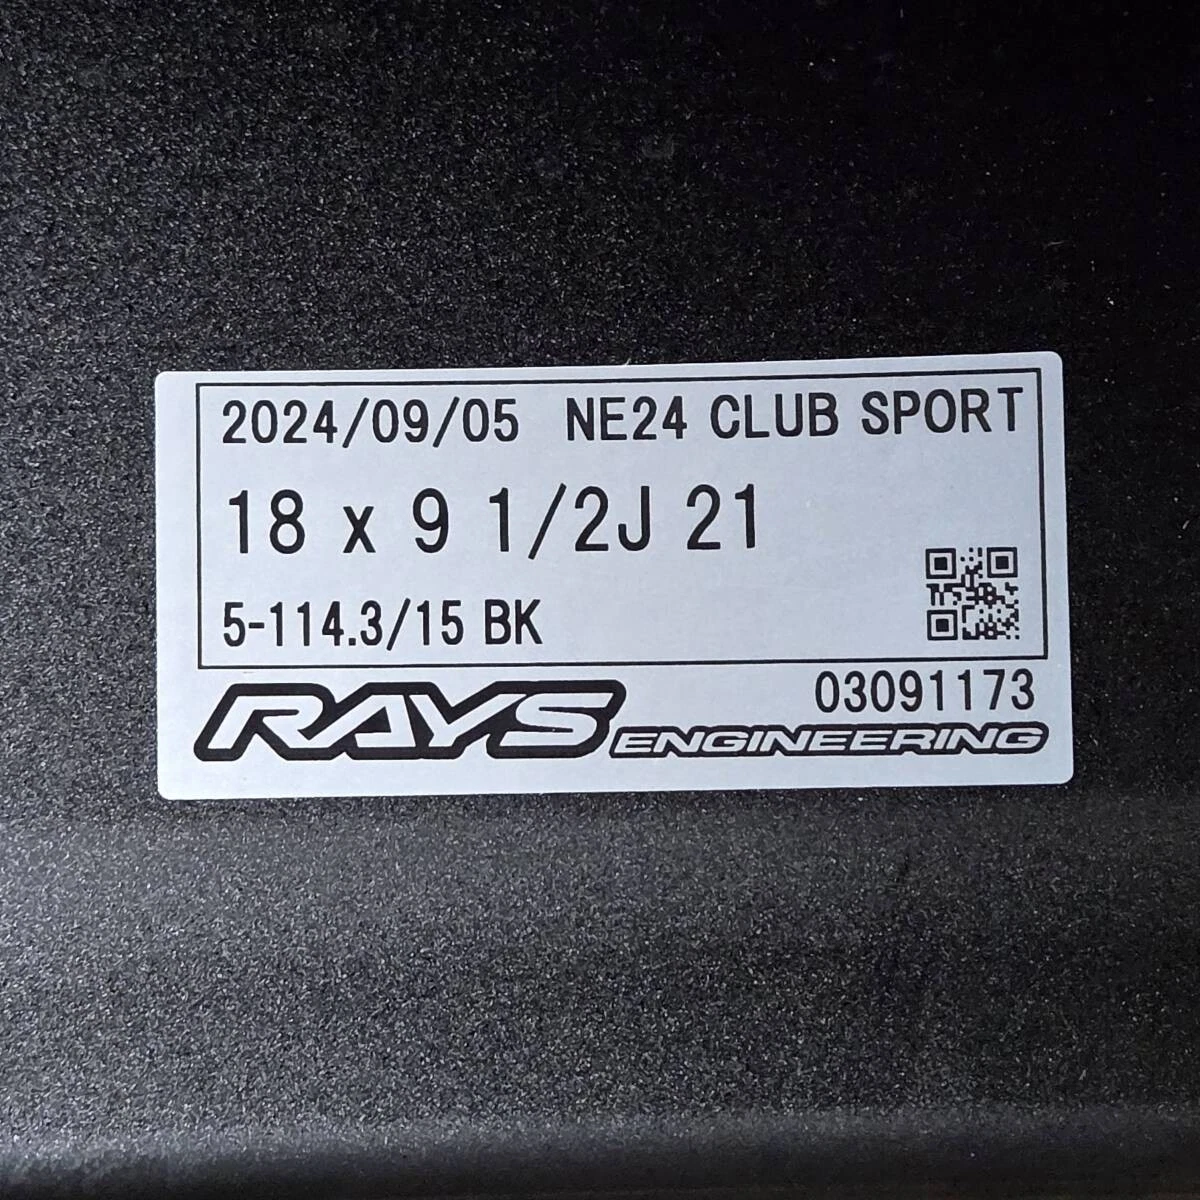 2024/09/05 NE24 CLUB SPORT
18 x 9 1/2J 21
5-114.3/15 BK
03091173
RAYS ENGINEERING